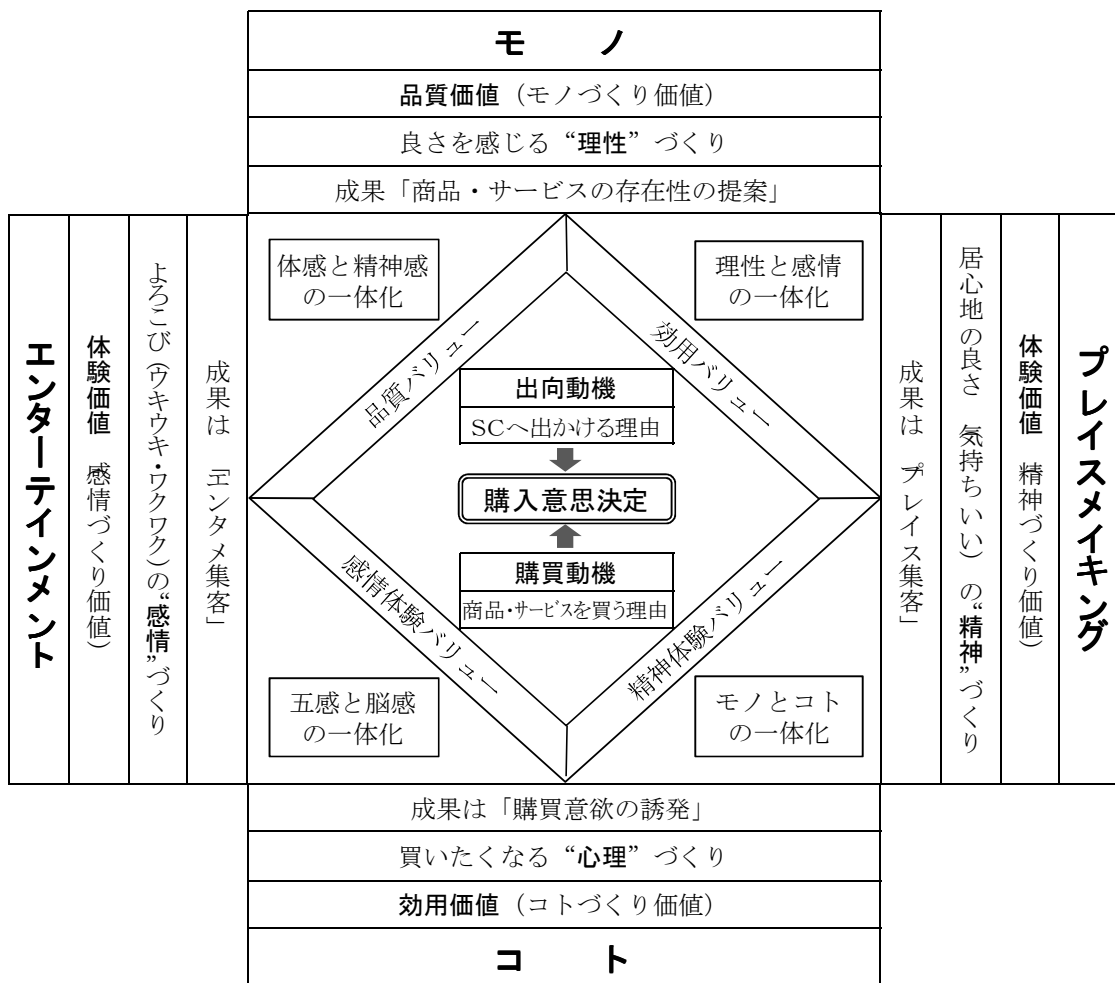 モノ
品質価値（モノづくり価値）
良さを感じる“理性”づくり
成果「商品・サービスの存在性の提案」
エンターテインメント
体験価値（感情づくり価値）
よろこび（ウキウキ・ワクワク）の“感情”づくり
成果は「エンタメ集客」
体感と精神感
の一体化
理性と感情
の一体化
品質バリュー
効用バリュー
出向動機
SCへ出かける理由
購入意思決定
購買動機
商品・サービスを買う理由
感情体験バリュー
精神体験バリュー
五感と脳感
の一体化
モノとコト
の一体化
成果は「プレイス集客」
居心地の良さ（気持ちいい）の“精神”づくり
体験価値（精神づくり価値）
プレイスメイキング
成果は「購買意欲の誘発」
買いたくなる“心理”づくり
効用価値（コトづくり価値）
コト